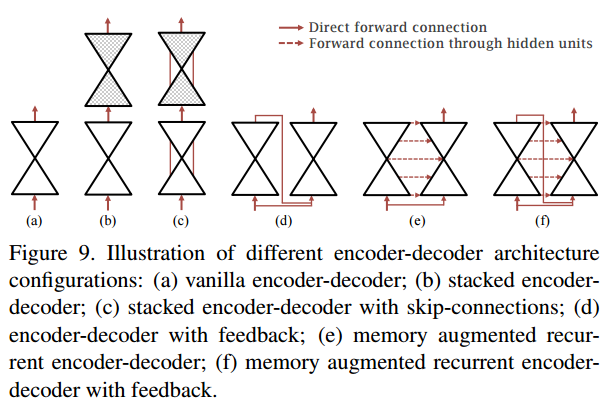 Direct forward connection
Forward connection through hidden units
(a) (b) (c) (d) (e) (f)
Figure 9. Illustration of different encoder-decoder architecture
configurations: (a) vanilla encoder-decoder; (b) stacked encoder-
decoder; (c) stacked encoder-decoder with skip-connections; (d)
encoder-decoder with feedback; (e) memory augmented recur-
rent encoder-decoder; (f) memory augmented recurrent encoder-
decoder with feedback.